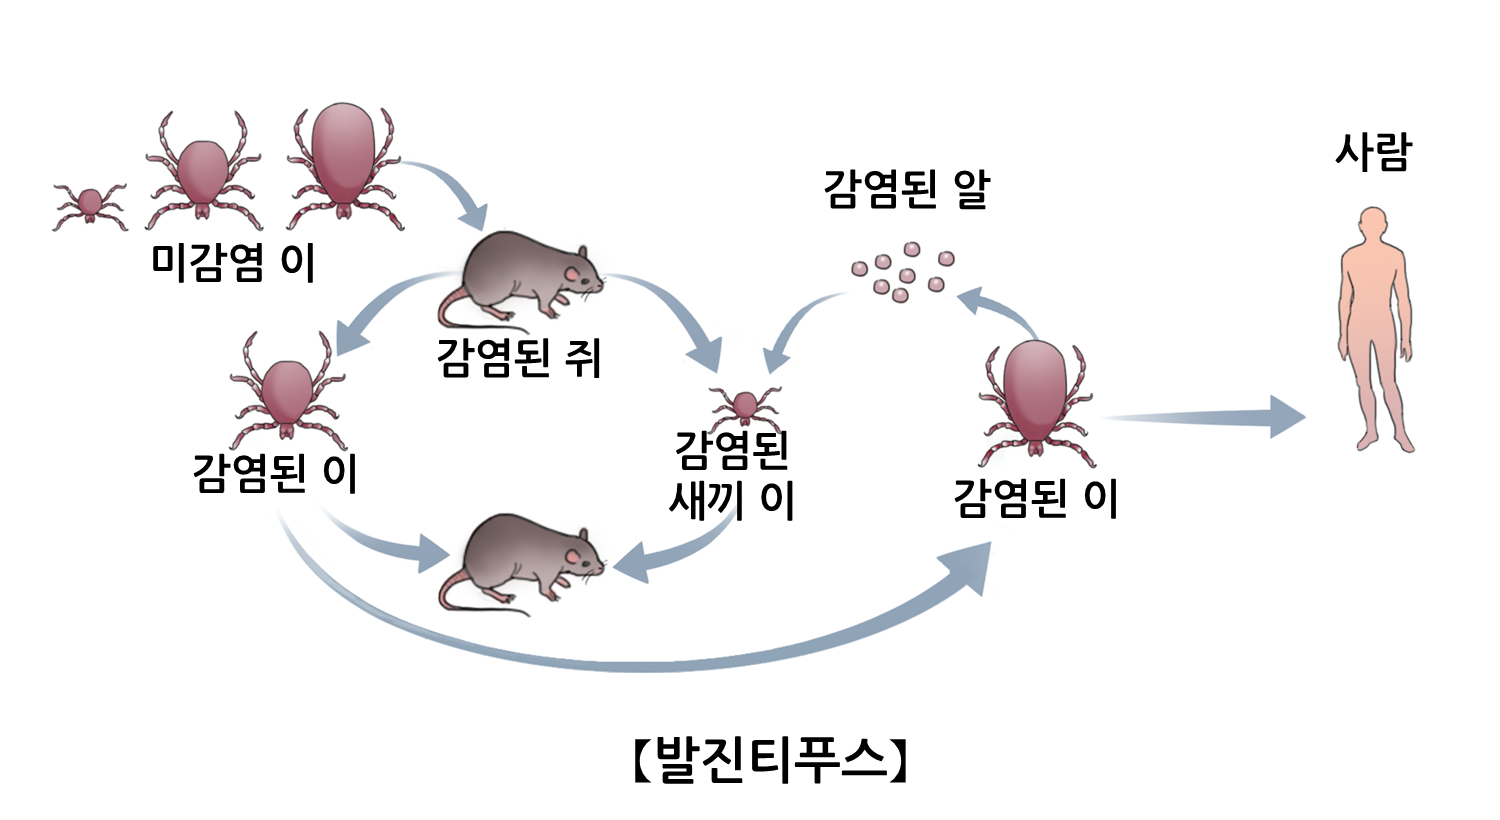 사람
감염된 알
미감염 이
감염된 쥐
감염된 이
감염된
새끼 이
감염된 이
【발진티푸스】